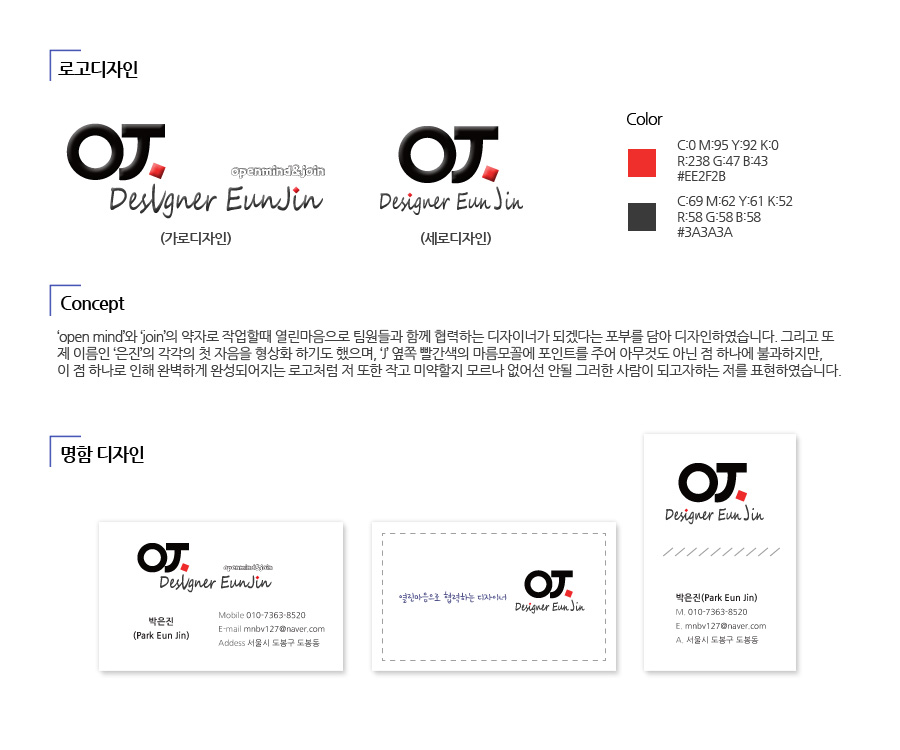 로고디자인
OJ
openmind&join
Designer EunJin
(가로디자인)
OJ
Designer Eun Jin
(세로디자인)
Color
C:0 M:95 Y:92 K:0
R:238 G:47 B:43
#EE2F2B
C:69 M:62 Y:61 K:52
R:58 G:58 B:58
#3A3A3A
Concept
‘open mind’와 ‘join’의 약자로 작업할때 열린마음으로 팀원들과 함께 협력하는 디자이너가 되겠다는 포부를 담아 디자인하였습니다. 그리고 또
제 이름인 ‘은진’의 각각의 첫 자음을 형상화 하기도 했으며, ‘J’ 옆쪽 빨간색의 마름모꼴에 포인트를 주어 아무것도 아닌 점 하나에 불과하지만,
이 점 하나로 인해 완벽하게 완성되어지는 로고처럼 저 또한 작고 미약할지 모르나 없어선 안될 그러한 사람이 되고자하는 저를 표현하였습니다.
명함 디자인
OJ
openmind&join
Designer EunJin
박은진
(Park Eun Jin)
Mobile 010-7363-8520
E-mail mnbv127@naver.com
Addess 서울시 도봉구 도봉동
열린마음으로 협력하는 디자이너
OJ
Designer Eun Jin
OJ
Designer Eun Jin
박은진(Park Eun Jin)
M. 010-7363-8520
E. mnbv127@naver.com
A. 서울시 도봉구 도봉동